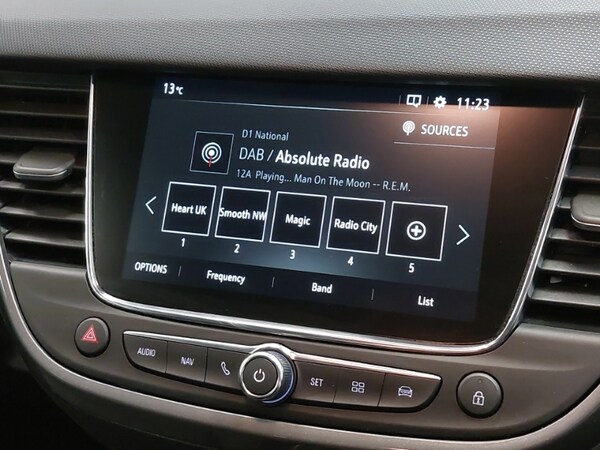 13°C
11:23
SOURCES
D1 National
DAB / Absolute Radio
12A Playing... Man On The Moon -- R.E.M.
Heart UK
Smooth NW
Magic
Radio City
1 2 3 4 5
OPTIONS Frequency Band List
AUDIO NAV SET